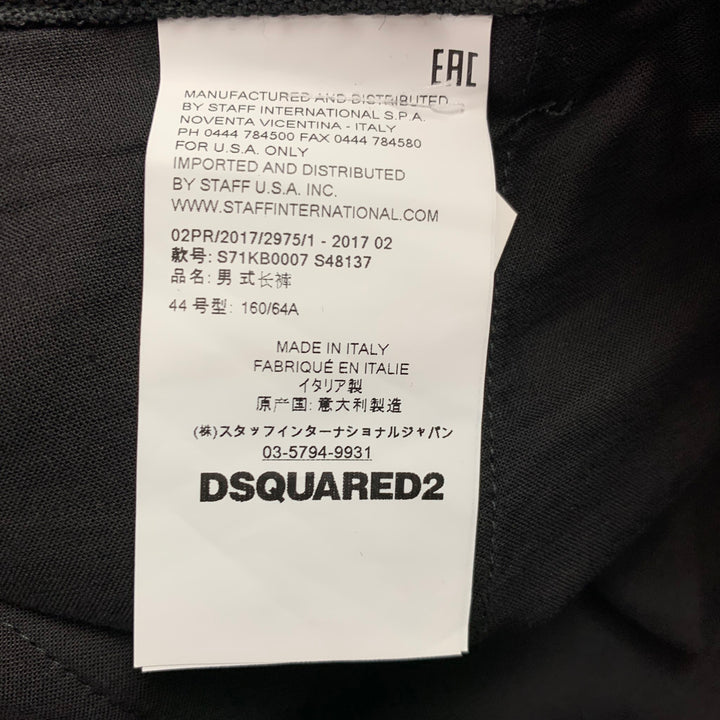 EAC
MANUFACTURED AND DISTRIBUTED
BY STAFF INTERNATIONAL S.P.A.
NOVENTA VICENTINA - ITALY
PH 0444 784500 FAX 0444 784580
FOR U.S.A. ONLY
IMPORTED AND DISTRIBUTED
BY STAFF U.S.A. INC.
WWW.STAFFINTERNATIONAL.COM
02PR/2017/2975/1 - 2017 02
款号: S71KB0007 S48137
品名: 男 式长裤
44 号型: 160/64A
MADE IN ITALY
FABRIQUÉ EN ITALIE
イタリア製
原产国: 意大利製造
(株)スタッフインターナショナルジャパン
03-5794-9931
DSQUARED2